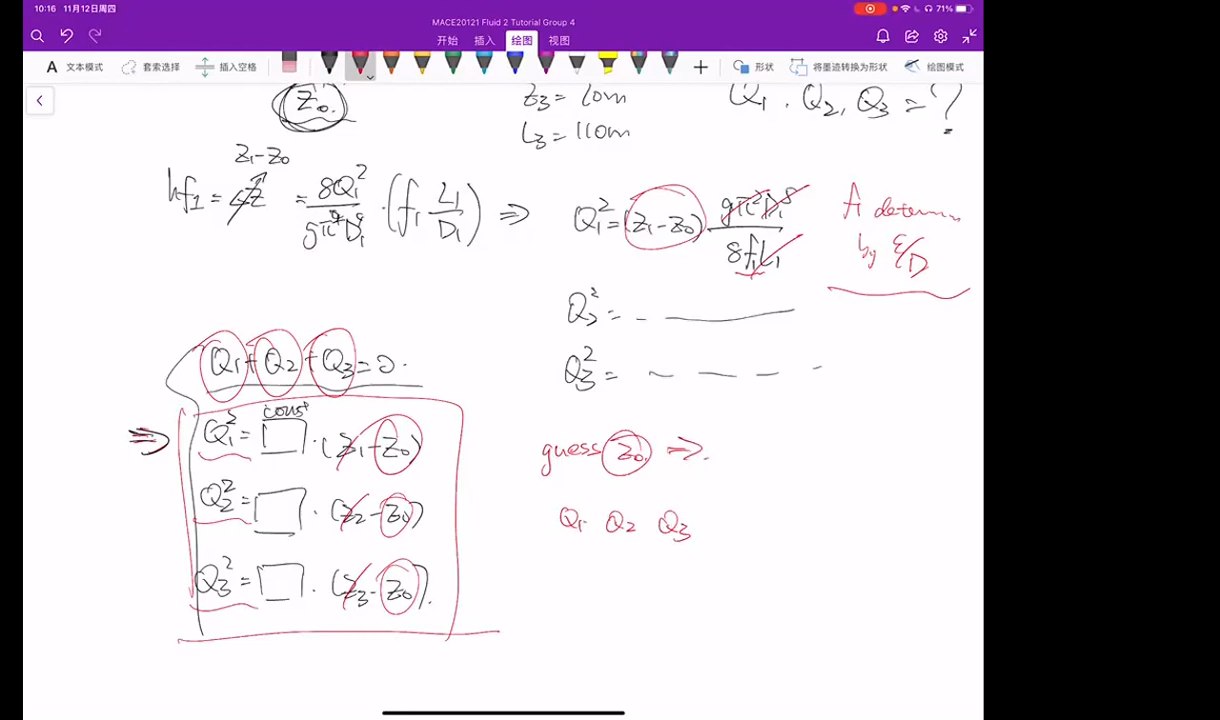 10:16 11月12日周四
71%
MACE20121 Fluid 2 Tutorial Group 4
开始 插入 绘图 视图
文本模式 套索选择 插入空格 形状 将墨迹转换为形状 绘图模式
Z0.
Z3 = 20m
L3 = 110m
Q1 . Q2, Q3 = ?
Z1-Z0
hf1 = ΔZ = 8Q1²/gπ²D1⁴ · (f1 L1/D1) ⇒
Q1² = (Z1-Z0) gπ²D1⁵/8f1L1
f1 determin
by ε/D
Q2² = - ——
Q3² = - - - -
Q1+Q2+Q3=0.
const
⇒ Q1² = □ · (Z1-Z0)
Q2² = □ · (Z2-Z0)
Q3² = □ · (Z3-Z0).
guess Z0. ⇒.
Q1 Q2 Q3